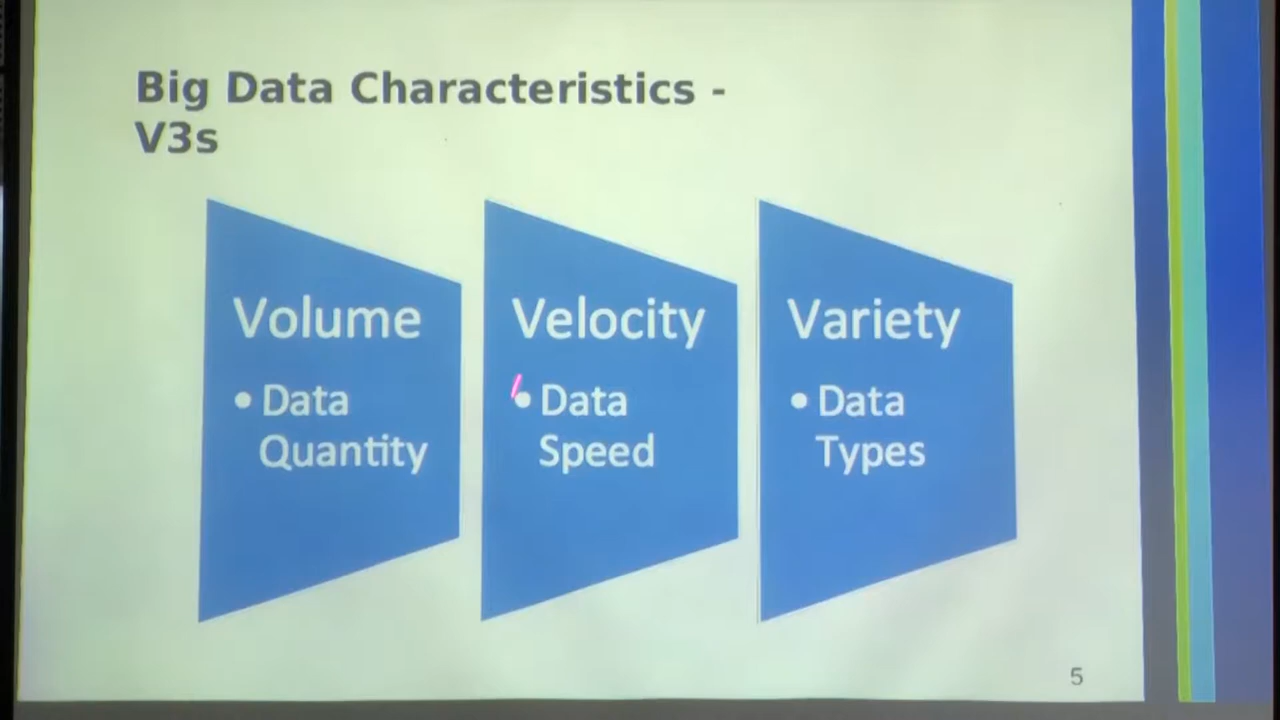 Big Data Characteristics -
V3s
Volume
• Data
Quantity
Velocity
• Data
Speed
Variety
• Data
Types
5